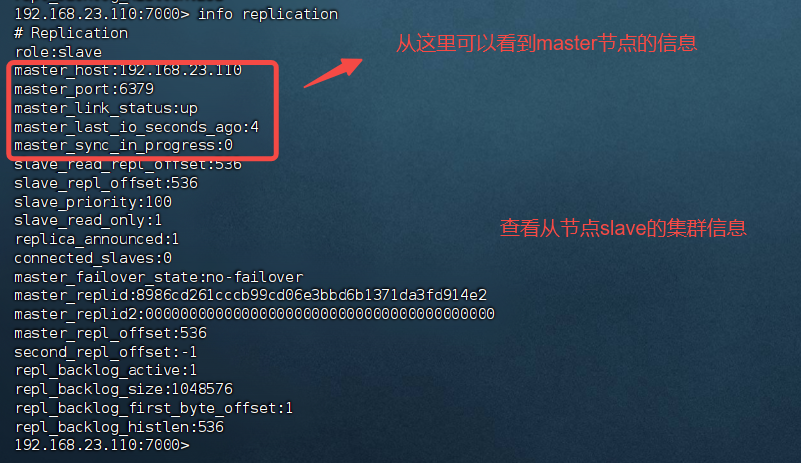 192.168.23.110:7000> info replication
# Replication
role:slave
从这里可以看到master节点的信息
master_host:192.168.23.110
master_port:6379
master_link_status:up
master_last_io_seconds_ago:4
master_sync_in_progress:0
slave_read_repl_offset:536
slave_repl_offset:536
slave_priority:100
slave_read_only:1
查看从节点slave的集群信息
replica_announced:1
connected_slaves:0
master_failover_state:no-failover
master_replid:8986cd261cccb99cd06e3bbd6b1371da3fd914e2
master_replid2:0000000000000000000000000000000000000000
master_repl_offset:536
second_repl_offset:-1
repl_backlog_active:1
repl_backlog_size:1048576
repl_backlog_first_byte_offset:1
repl_backlog_histlen:536
192.168.23.110:7000>